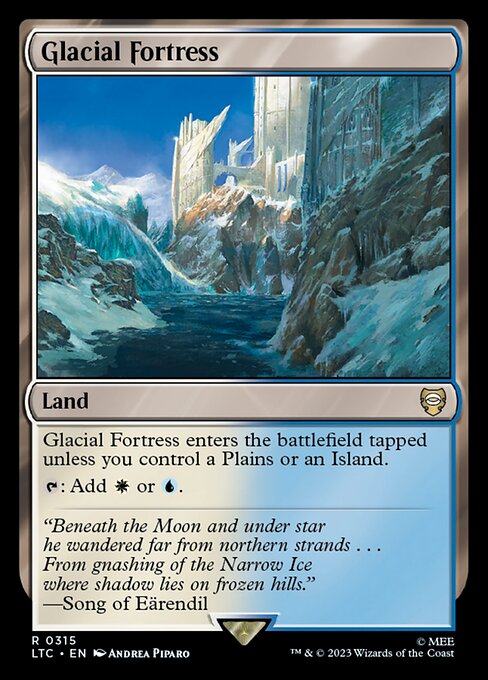 Glacial Fortress
Land
Glacial Fortress enters the battlefield tapped
unless you control a Plains or an Island.
: Add or .
“Beneath the Moon and under star
he wandered far from northern strands . . .
From gnashing of the Narrow Ice
where shadow lies on frozen hills.”
—Song of Eärendil
R 0315
LTC • EN Andrea Piparo
© MEE
™ & © 2023 Wizards of the Coast